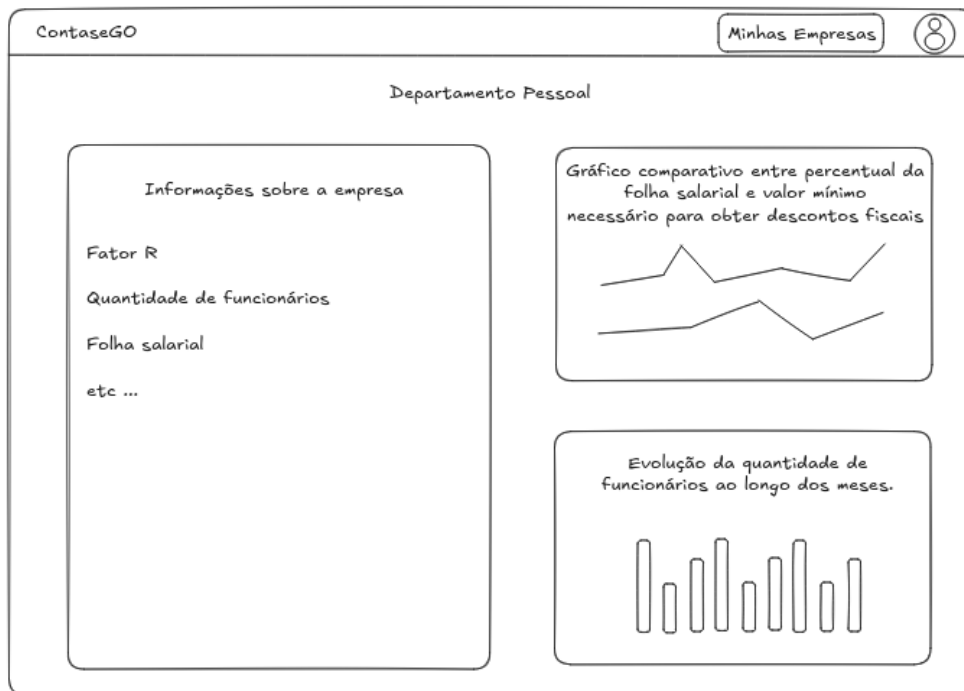 ContaseGO
Minhas Empresas
Departamento Pessoal
Informações sobre a empresa
Fator R
Quantidade de funcionários
Folha salarial
etc ...
Gráfico comparativo entre percentual da
folha salarial e valor mínimo
necessário para obter descontos fiscais
Evolução da quantidade de
funcionários ao longo dos meses.